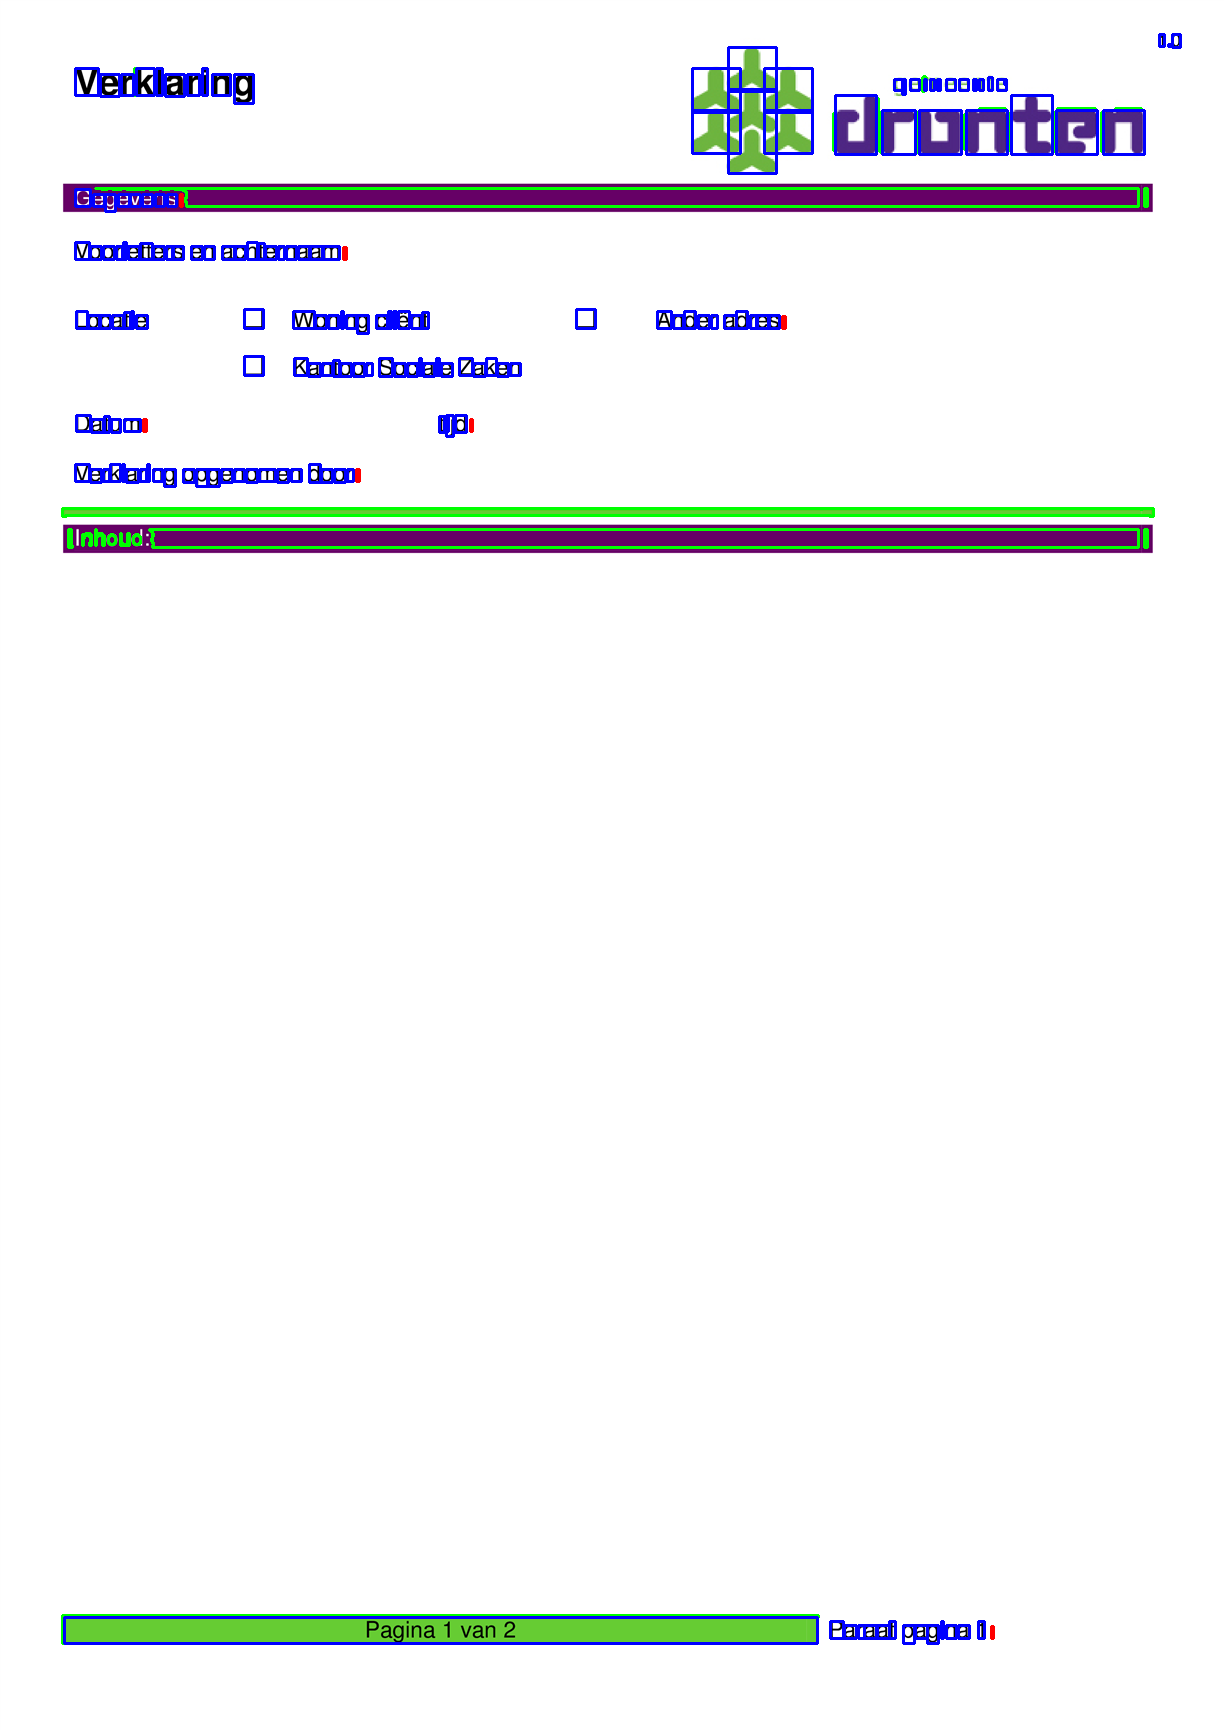 1.0
Verklaring
gemeente
dronten
Gegevens:
Voorletters en achternaam:
Locatie Woning cliënt Ander adres:
Kantoor Sociale Zaken
Datum: tijd:
Verklaring opgenomen door:
Inhoud:
Pagina 1 van 2 Paraaf pagina 1: